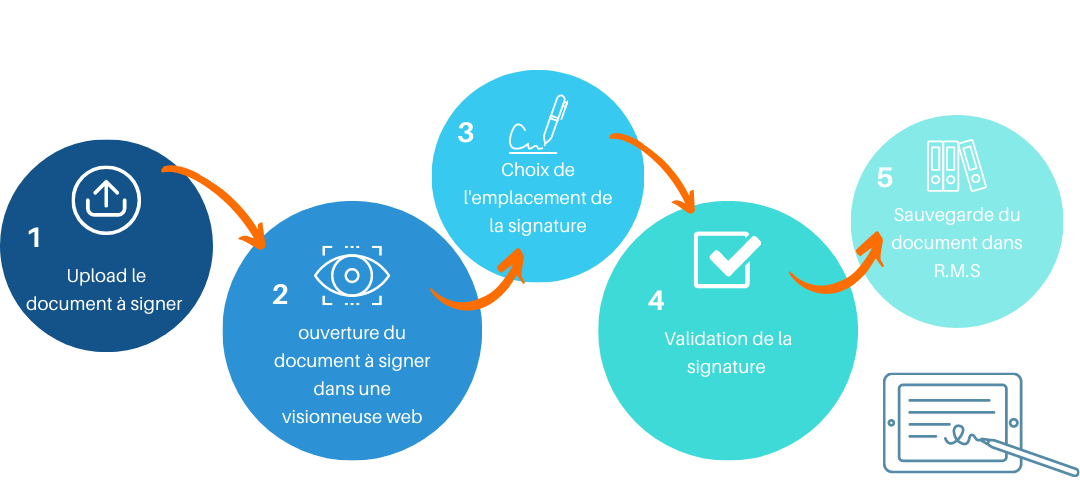 1
Upload le
document à signer
2
ouverture du
document à signer
dans une
visionneuse web
3
Choix de
l'emplacement de
la signature
4
Validation de la
signature
5
Sauvegarde du
document dans
R.M.S